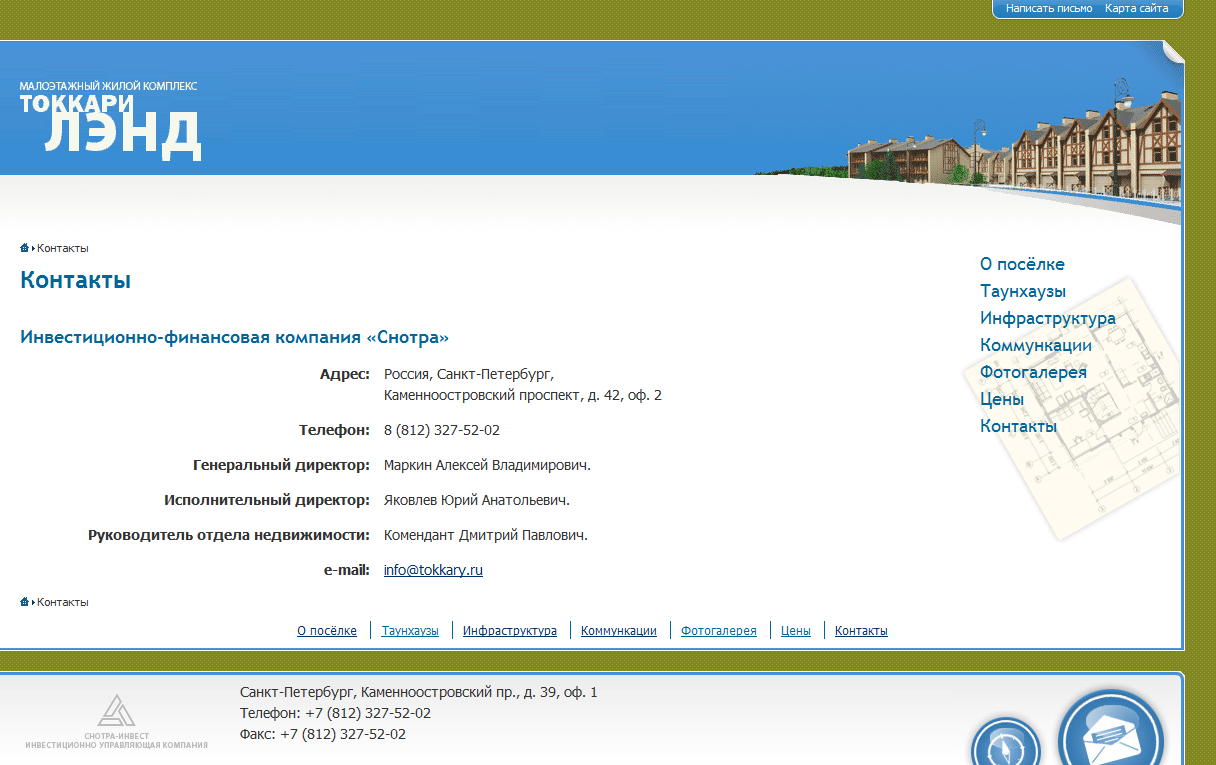 Написать письмо Карта сайта
МАЛОЭТАЖНЫЙ ЖИЛОЙ КОМПЛЕКС
ТОККАРИ
ЛЭНД
Контакты
Контакты
Инвестиционно-финансовая компания «Снотра»
Адрес: Россия, Санкт-Петербург,
Каменноостровский проспект, д. 42, оф. 2
Телефон: 8 (812) 327-52-02
Генеральный директор: Маркин Алексей Владимирович.
Исполнительный директор: Яковлев Юрий Анатольевич.
Руководитель отдела недвижимости: Комендант Дмитрий Павлович.
e-mail: info@tokkary.ru
О посёлке
Таунхаузы
Инфраструктура
Коммункации
Фотогалерея
Цены
Контакты
Контакты
О посёлке Таунхаузы Инфраструктура Коммункации Фотогалерея Цены Контакты
СНОТРА-ИНВЕСТ
ИНВЕСТИЦИОННО УПРАВЛЯЮЩАЯ КОМПАНИЯ
Санкт-Петербург, Каменноостровский пр., д. 39, оф. 1
Телефон: +7 (812) 327-52-02
Факс: +7 (812) 327-52-02